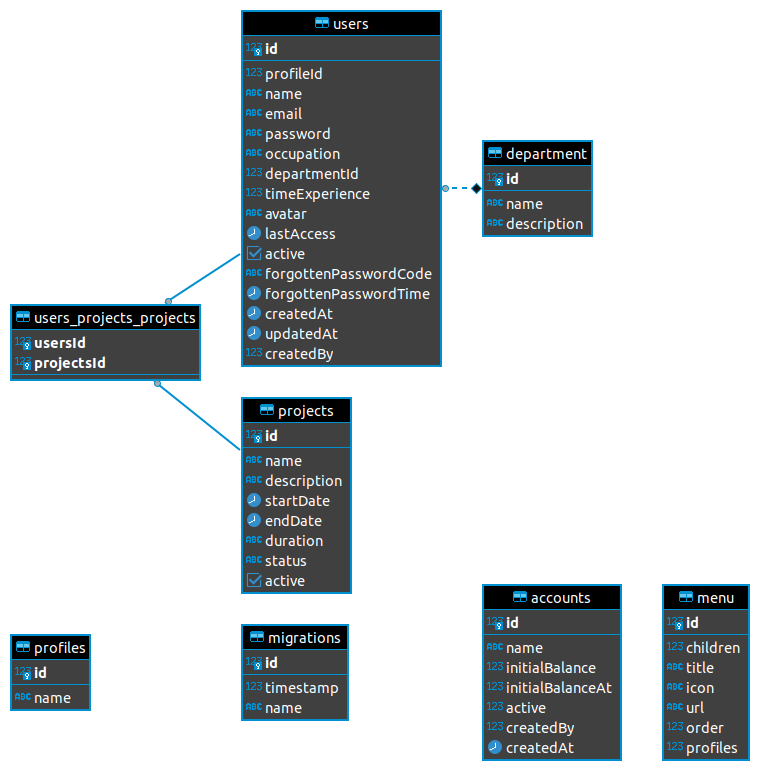 users
123 id
123 profileId
ABC name
ABC email
ABC password
ABC occupation
123 departmentId
123 timeExperience
ABC avatar
lastAccess
active
ABC forgottenPasswordCode
forgottenPasswordTime
createdAt
updatedAt
123 createdBy
department
123 id
ABC name
ABC description
users_projects_projects
123 usersId
123 projectsId
projects
123 id
ABC name
ABC description
startDate
endDate
ABC duration
ABC status
active
profiles
123 id
ABC name
migrations
123 id
123 timestamp
ABC name
accounts
123 id
ABC name
123 initialBalance
123 initialBalanceAt
123 active
123 createdBy
createdAt
menu
123 id
123 children
ABC title
ABC icon
ABC url
123 order
123 profiles